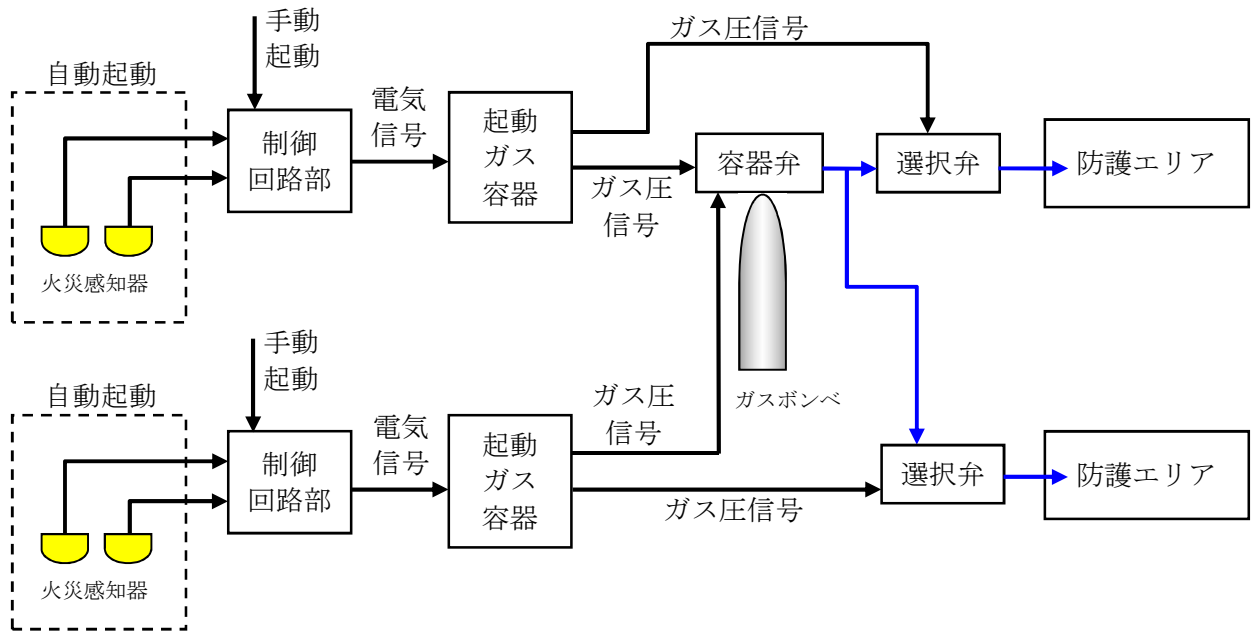 手動
起動
自動起動
火災感知器
制御
回路部
電気
信号
起動
ガス
容器
ガス圧信号
ガス圧
信号
容器弁
ガスボンベ
選択弁
防護エリア
手動
起動
自動起動
火災感知器
制御
回路部
電気
信号
起動
ガス
容器
ガス圧
信号
ガス圧信号
選択弁
防護エリア